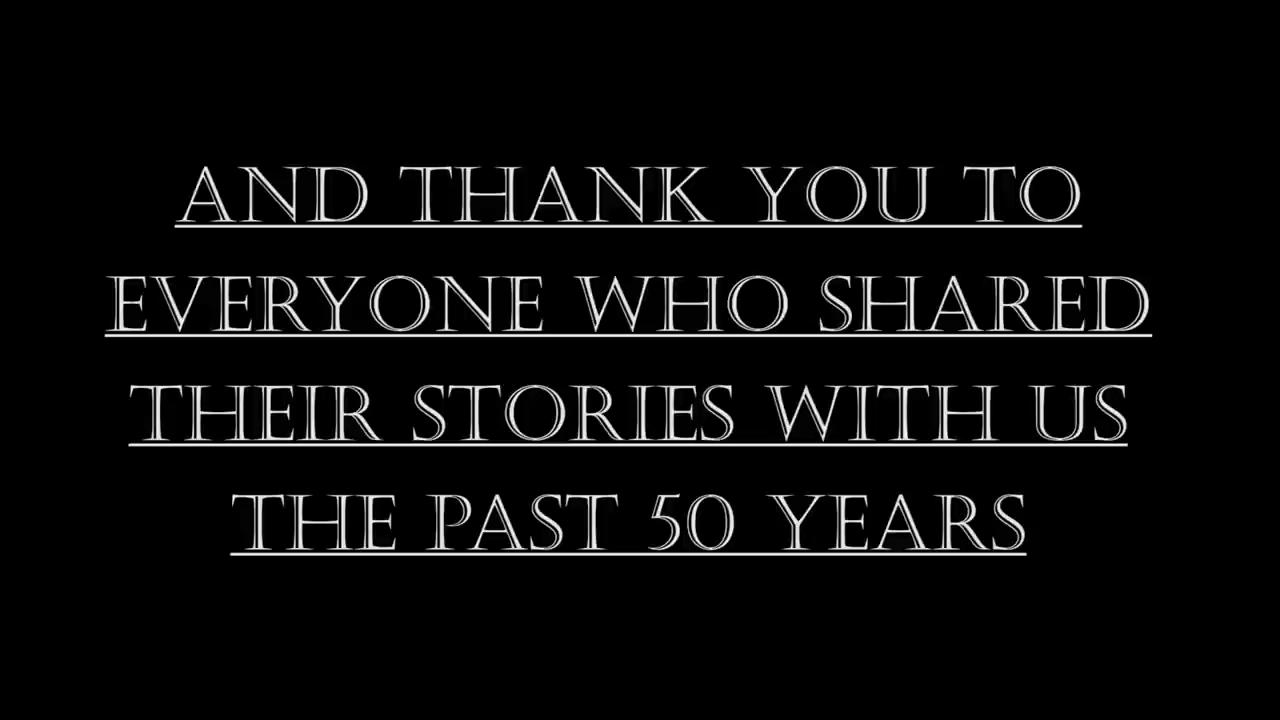 AND THANK YOU TO
EVERYONE WHO SHARED
THEIR STORIES WITH US
THE PAST 50 YEARS